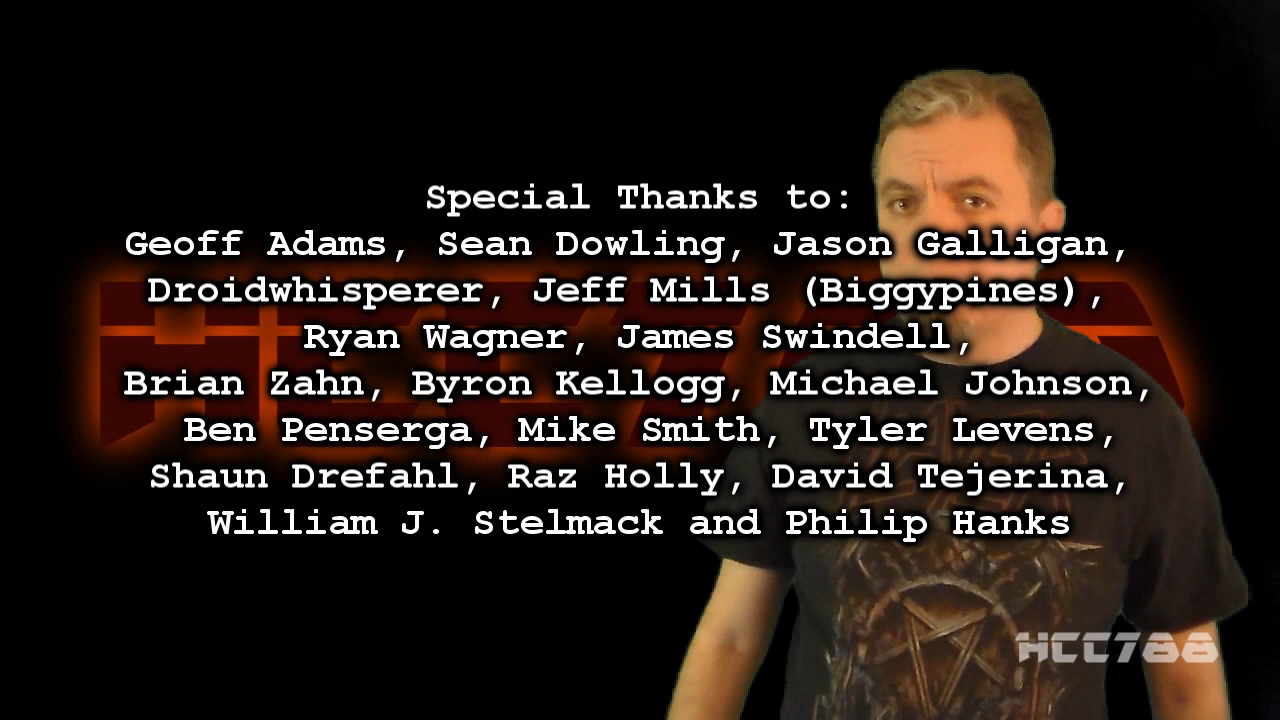 Special Thanks to:
Geoff Adams, Sean Dowling, Jason Galligan,
Droidwhisperer, Jeff Mills (Biggypines),
Ryan Wagner, James Swindell,
Brian Zahn, Byron Kellogg, Michael Johnson,
Ben Penserga, Mike Smith, Tyler Levens,
Shaun Drefahl, Raz Holly, David Tejerina,
William J. Stelmack and Philip Hanks
HCC788